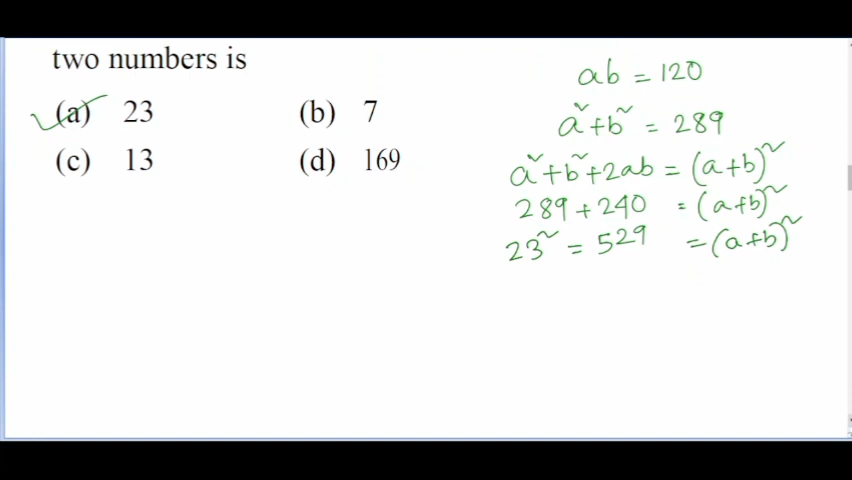 two numbers is
(a) 23
(b) 7
(c) 13
(d) 169
ab = 120
a² + b² = 289
a² + b² + 2ab = (a+b)²
289 + 240 = (a+b)²
23² = 529 = (a+b)²